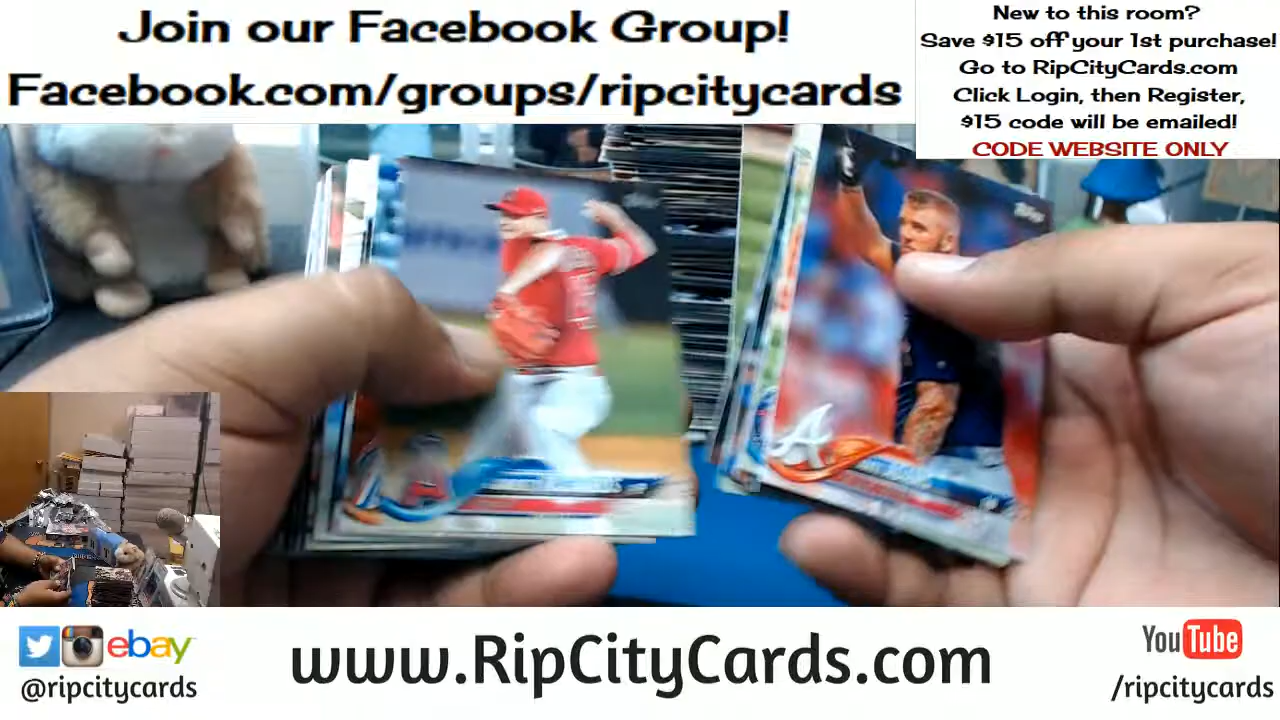 Join our Facebook Group!
Facebook.com/groups/ripcitycards
New to this room?
Save $15 off your 1st purchase!
Go to RipCityCards.com
Click Login, then Register,
$15 code will be emailed!
CODE WEBSITE ONLY
A
ebay
@ripcitycards
www.RipCityCards.com
YouTube
/ripcitycards